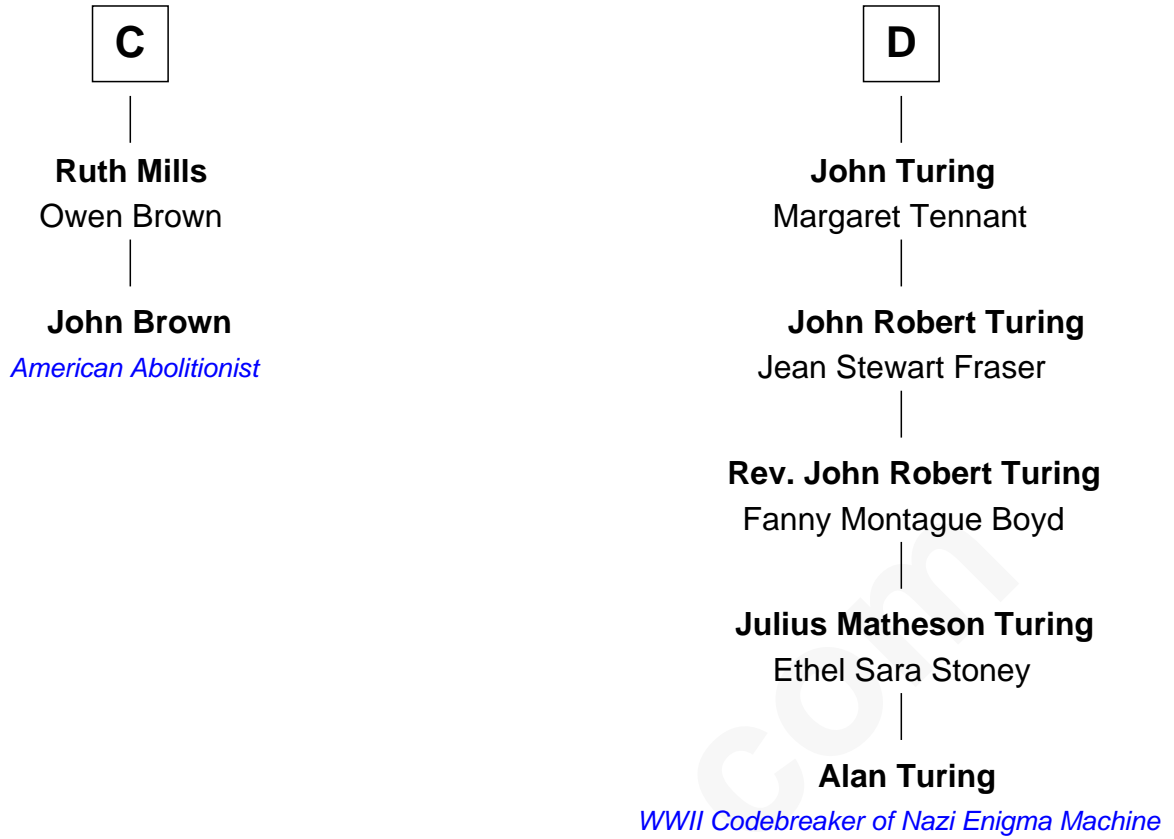 C
Ruth Mills
Owen Brown
John Brown
American Abolitionist
D
John Turing
Margaret Tennant
John Robert Turing
Jean Stewart Fraser
Rev. John Robert Turing
Fanny Montague Boyd
Julius Matheson Turing
Ethel Sara Stoney
Alan Turing
WWII Codebreaker of Nazi Enigma Machine
com